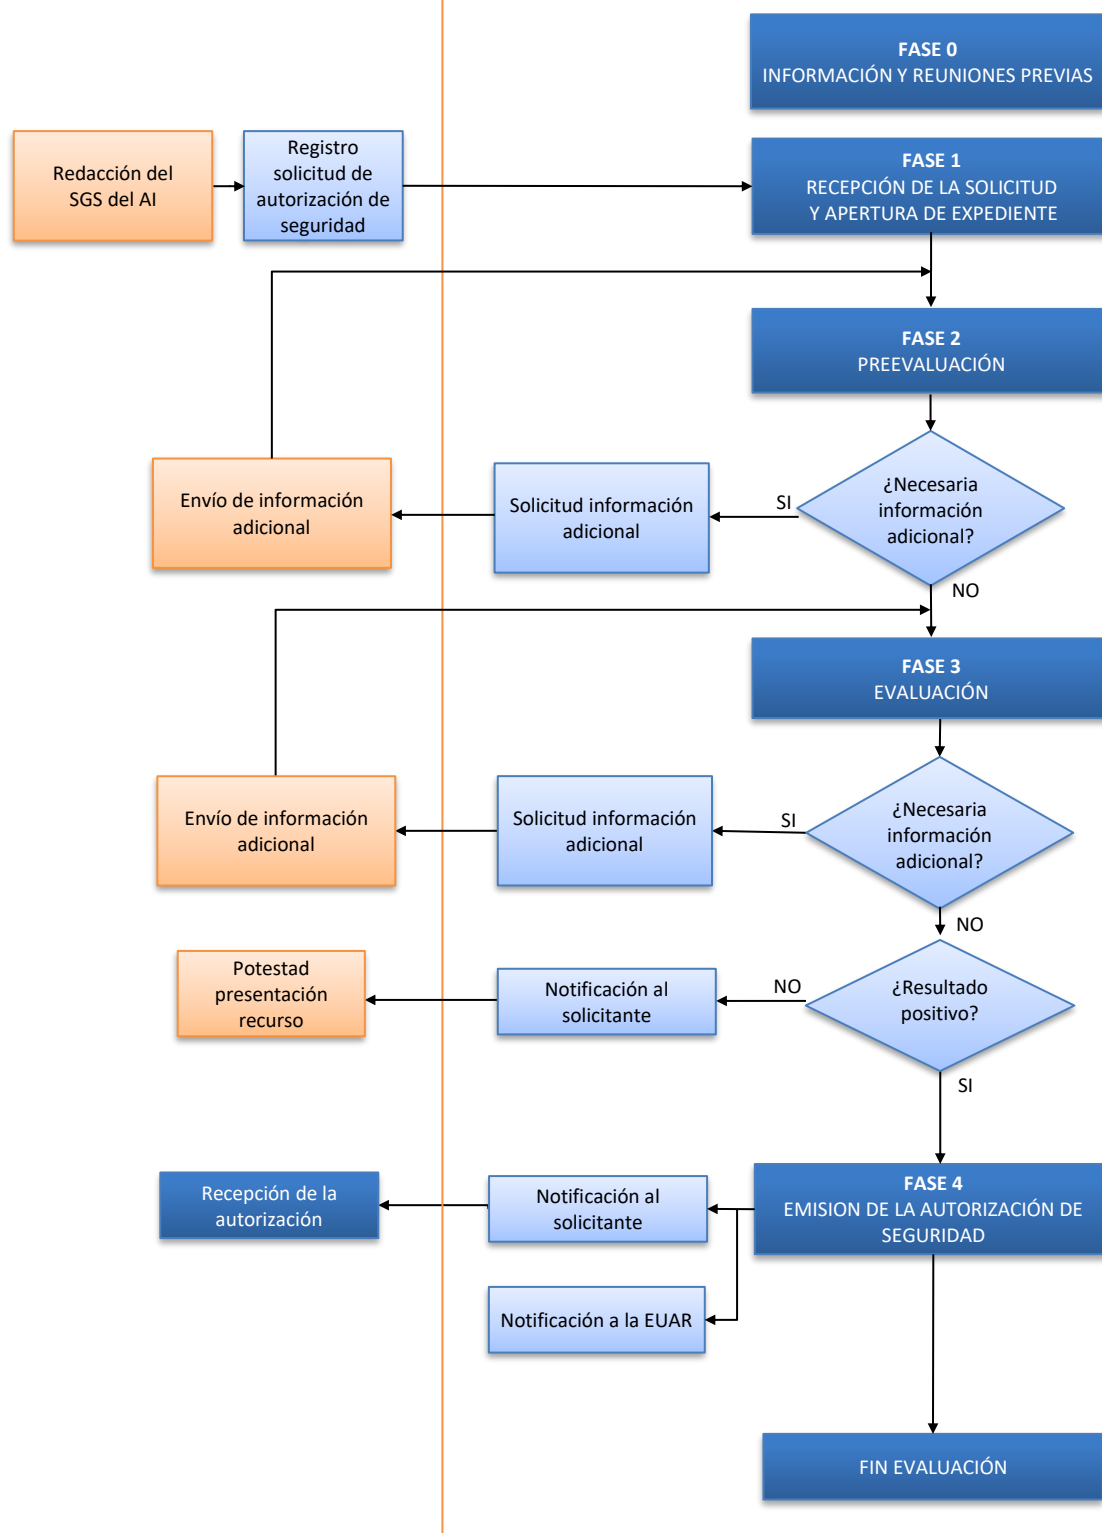 FASE 0
INFORMACIÓN Y REUNIONES PREVIAS
Redacción del
SGS del AI
Registro
solicitud de
autorización de
seguridad
FASE 1
RECEPCIÓN DE LA SOLICITUD
Y APERTURA DE EXPEDIENTE
FASE 2
PREEVALUACIÓN
¿Necesaria
información
adicional?
SI
Solicitud información
adicional
Envío de información
adicional
NO
FASE 3
EVALUACIÓN
¿Necesaria
información
adicional?
SI
Solicitud información
adicional
Envío de información
adicional
NO
¿Resultado
positivo?
NO
Notificación al
solicitante
Potestad
presentación
recurso
SI
FASE 4
EMISION DE LA AUTORIZACIÓN DE
SEGURIDAD
Notificación al
solicitante
Recepción de la
autorización
Notificación a la EUAR
FIN EVALUACIÓN